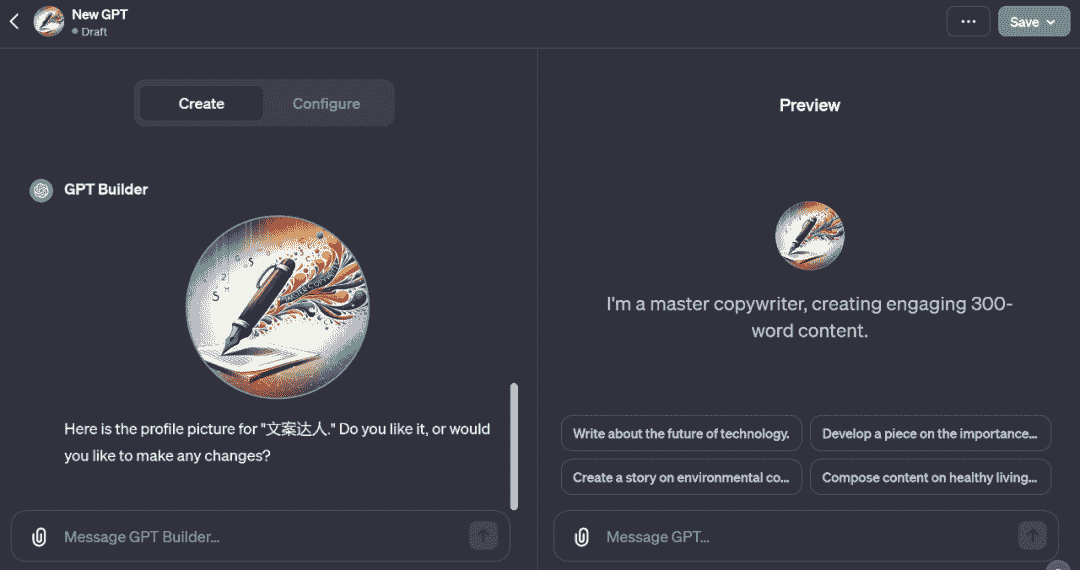 New GPT
Draft
...
Save
Create
Configure
GPT Builder
Here is the profile picture for "文案达人." Do you like it, or would
you like to make any changes?
Message GPT Builder...
Preview
I'm a master copywriter, creating engaging 300-
word content.
Write about the future of technology.
Develop a piece on the importance...
Create a story on environmental co...
Compose content on healthy living...
Message GPT...